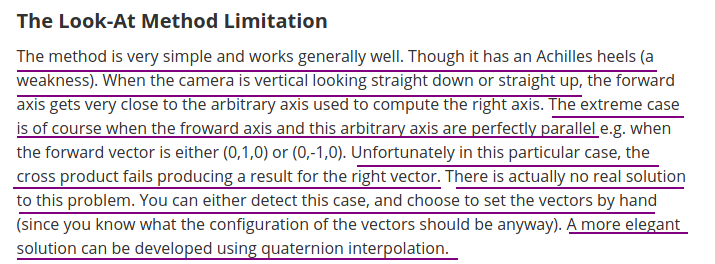 The Look-At Method Limitation
The method is very simple and works generally well. Though it has an Achilles heels (a
weakness). When the camera is vertical looking straight down or straight up, the forward
axis gets very close to the arbitrary axis used to compute the right axis. The extreme case
is of course when the froward axis and this arbitrary axis are perfectly parallel e.g. when
the forward vector is either (0,1,0) or (0,-1,0). Unfortunately in this particular case, the
cross product fails producing a result for the right vector. There is actually no real solution
to this problem. You can either detect this case, and choose to set the vectors by hand
(since you know what the configuration of the vectors should be anyway). A more elegant
solution can be developed using quaternion interpolation.